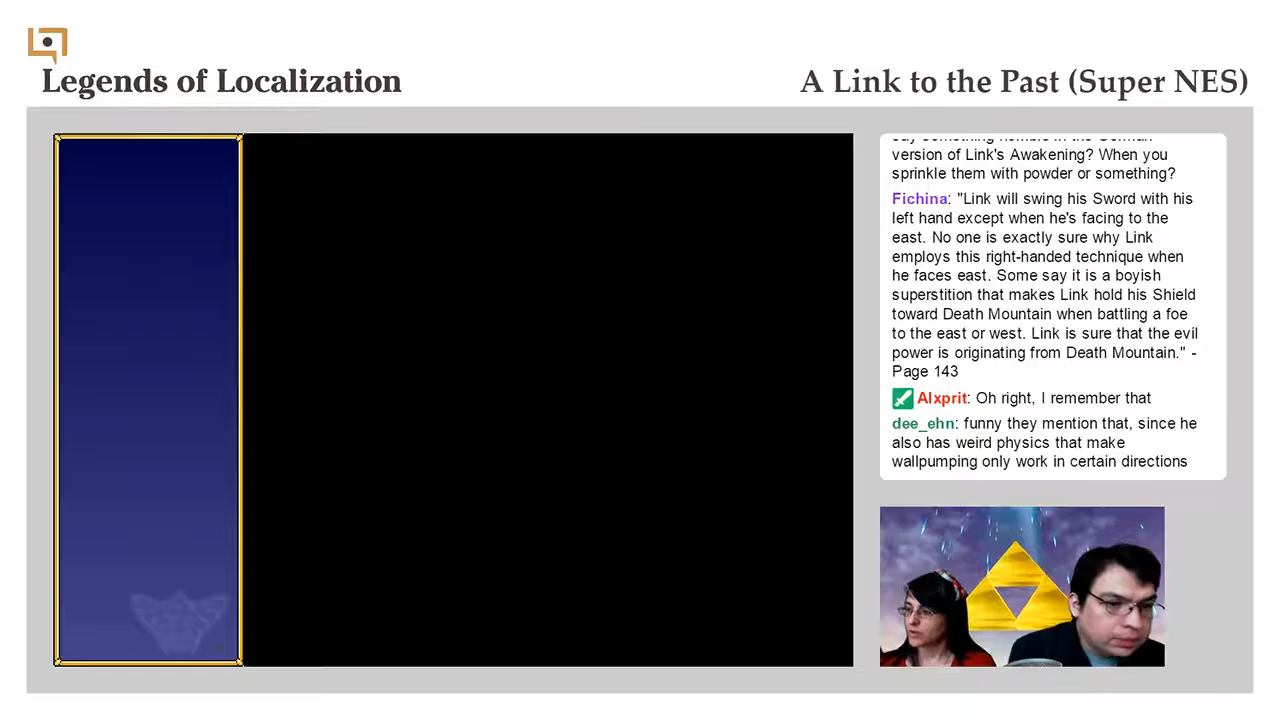 Legends of Localization
A Link to the Past (Super NES)
version of Link's Awakening? When you
sprinkle them with powder or something?
Fichina: "Link will swing his Sword with his
left hand except when he's facing to the
east. No one is exactly sure why Link
employs this right-handed technique when
he faces east. Some say it is a boyish
superstition that makes Link hold his Shield
toward Death Mountain when battling a foe
to the east or west. Link is sure that the evil
power is originating from Death Mountain." -
Page 143
Alxprit: Oh right, I remember that
dee_ehn: funny they mention that, since he
also has weird physics that make
wallpumping only work in certain directions